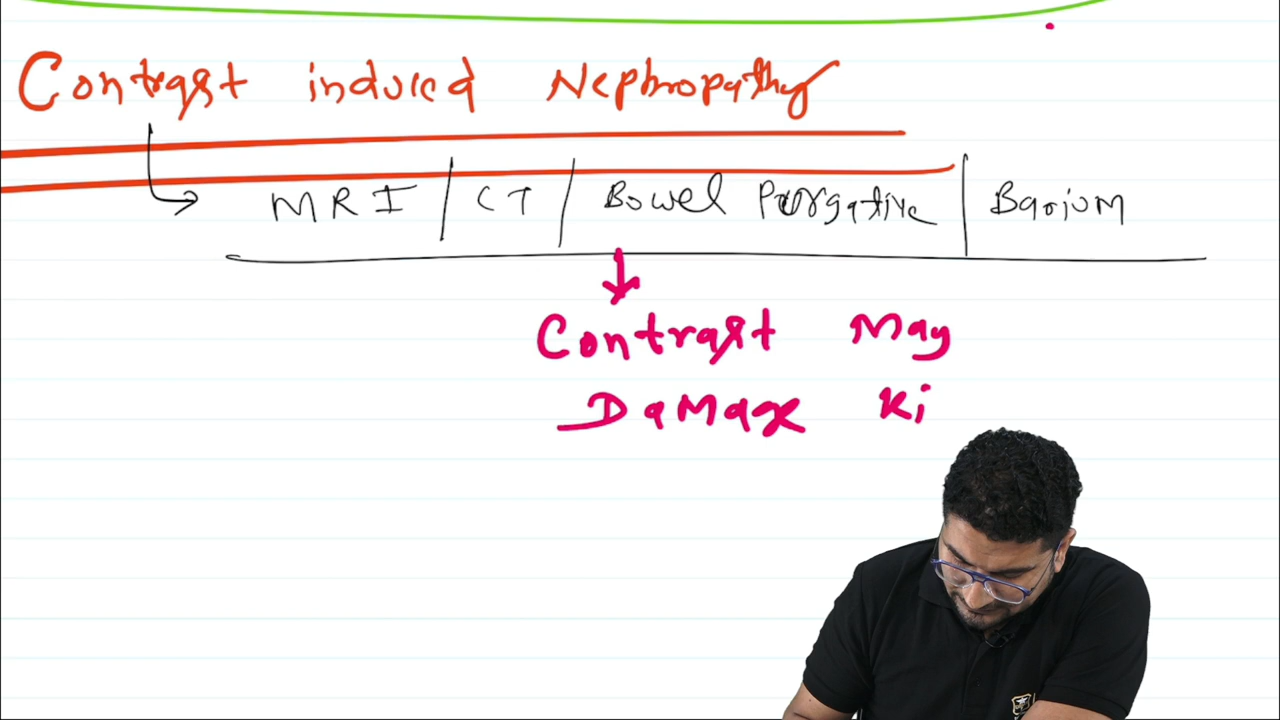 Contrast induced Nephropathy
MRI / CT / Bowel Purgative | Barium
Contrast May
Damage Ki